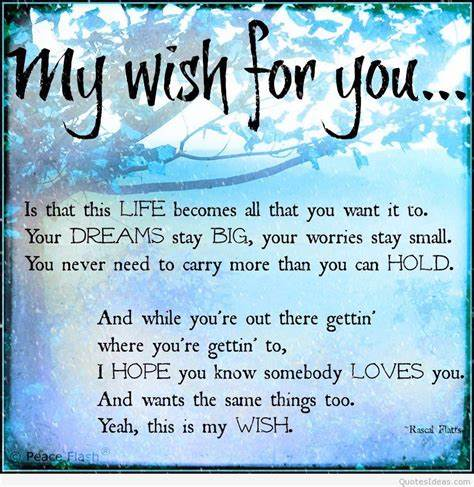 My wish for you...
Is that this LIFE becomes all that you want it to.
Your DREAMS stay BIG, your worries stay small.
You never need to carry more than you can HOLD.
And while you're out there gettin'
where you're gettin' to,
I HOPE you know somebody LOVES you.
And wants the same things too.
Yeah, this is my WISH.
~Rascal Flatts
© Peace Flash©
QuotesIdeas.com